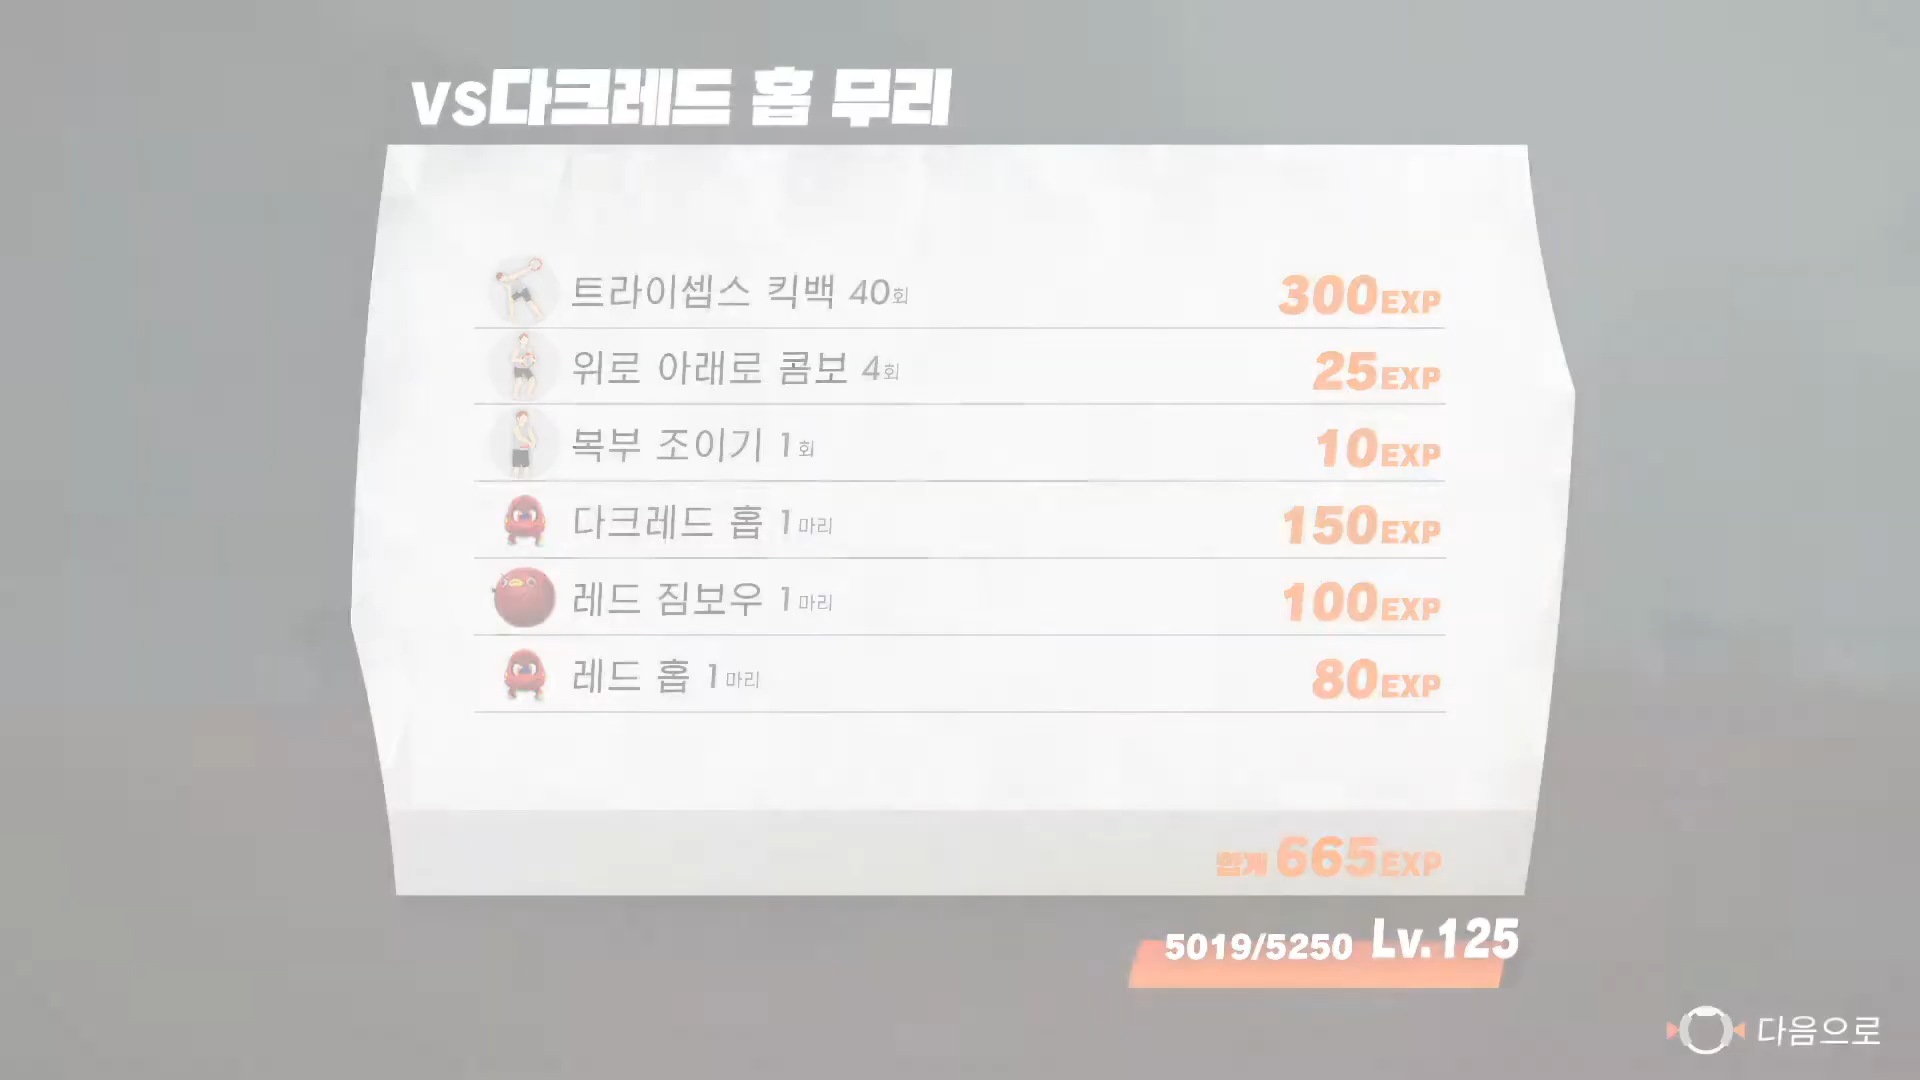 vs다크레드 홉 무리
트라이셉스 킥백 40회 300EXP
위로 아래로 콤보 4회 25EXP
복부 조이기 1회 10EXP
다크레드 홉 1마리 150EXP
레드 짐보우 1마리 100EXP
레드 홉 1마리 80EXP
합계 665EXP
5019/5250 Lv.125
다음으로